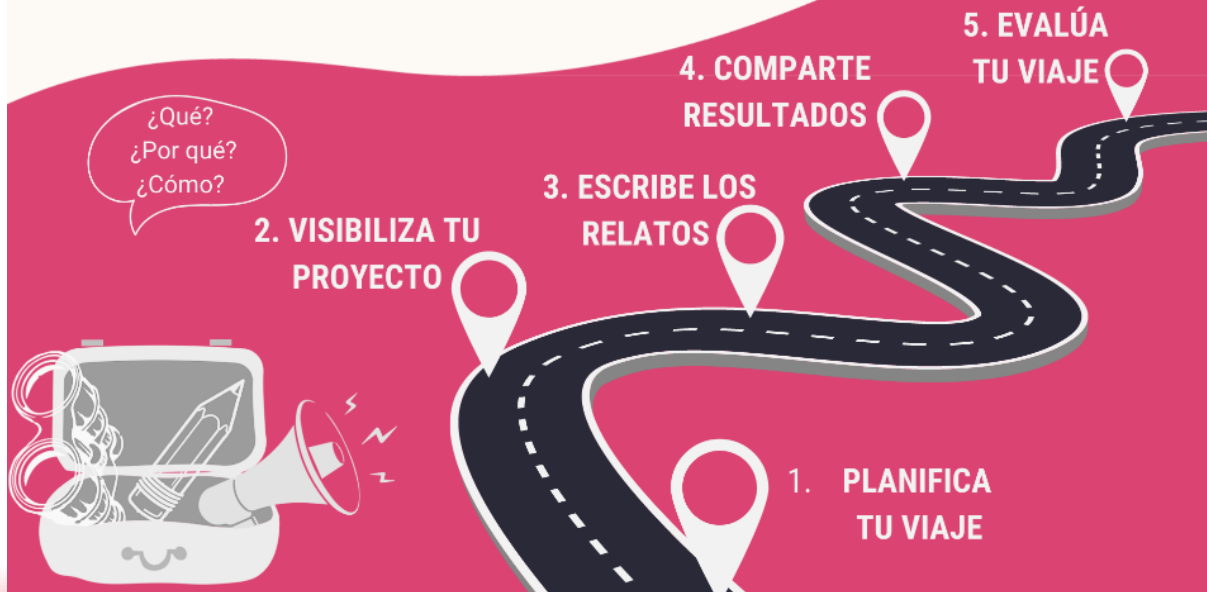 ¿Qué?
¿Por qué?
¿Cómo?
1. PLANIFICA
TU VIAJE
2. VISIBILIZA TU
PROYECTO
3. ESCRIBE LOS
RELATOS
4. COMPARTE
RESULTADOS
5. EVALÚA
TU VIAJE